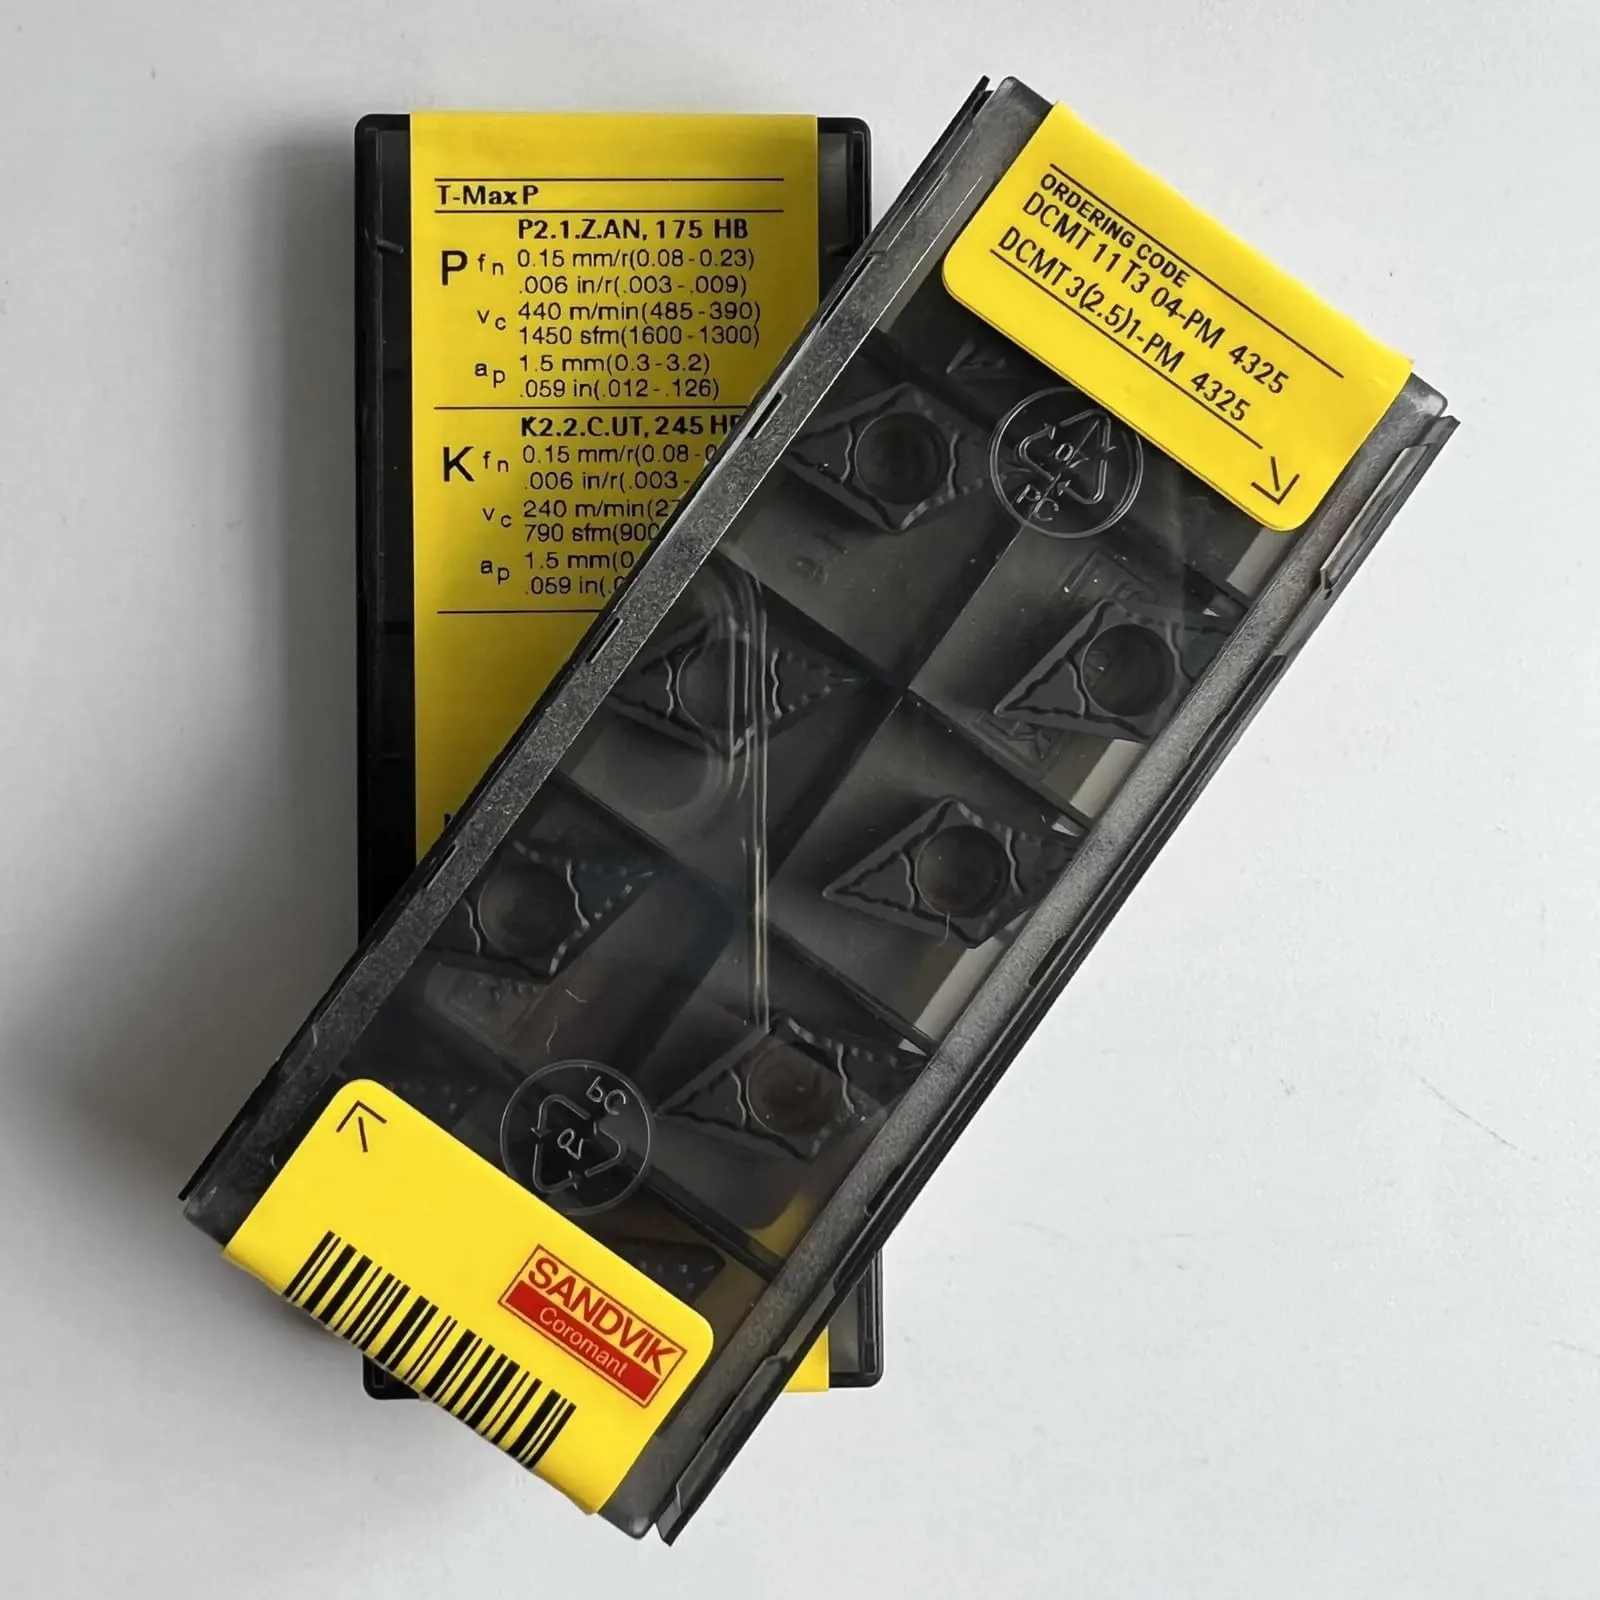 T-Max P
P2.1.Z.AN, 175 HB
P fn 0.15 mm/r(0.08-0.23)
.006 in/r(.003-.009)
vc 440 m/min(485-390)
1450 sfm(1600-1300)
ap 1.5 mm(0.3-3.2)
.059 in(.012-.126)
K2.2.C.UT, 245 H
K fn 0.15 mm/r(0.08-
.006 in/r(.003-
vc 240 m/min(27
790 sfm(900
ap 1.5 mm(0.
.059 in(.0
ORDERING CODE
DCMT 11 T3 04-PM 4325
DCMT 3(2.5)1-PM 4325
07
PC
PC
07
SANDVIK
Coromant